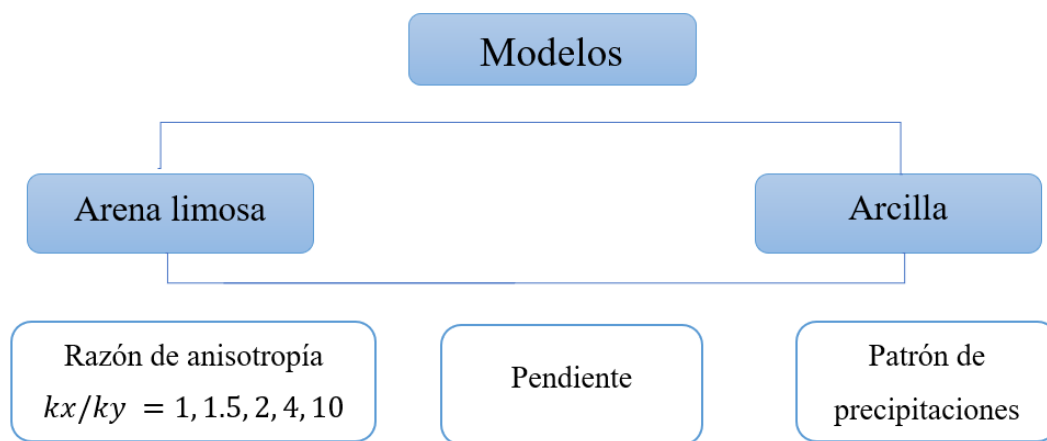 Modelos
Arena limosa
Arcilla
Razón de anisotropía
kx/ky = 1, 1.5, 2, 4, 10
Pendiente
Patrón de
precipitaciones